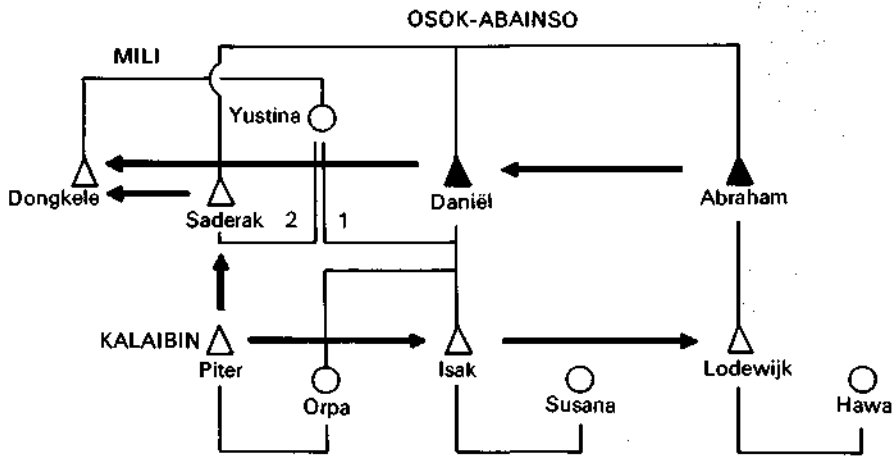 OSOK-ABAINSO
MILI
Yustina
Dongkele
Saderak
2
1
Daniël
Abraham
KALAIBIN
Piter
Orpa
Isak
Susana
Lodewijk
Hawa